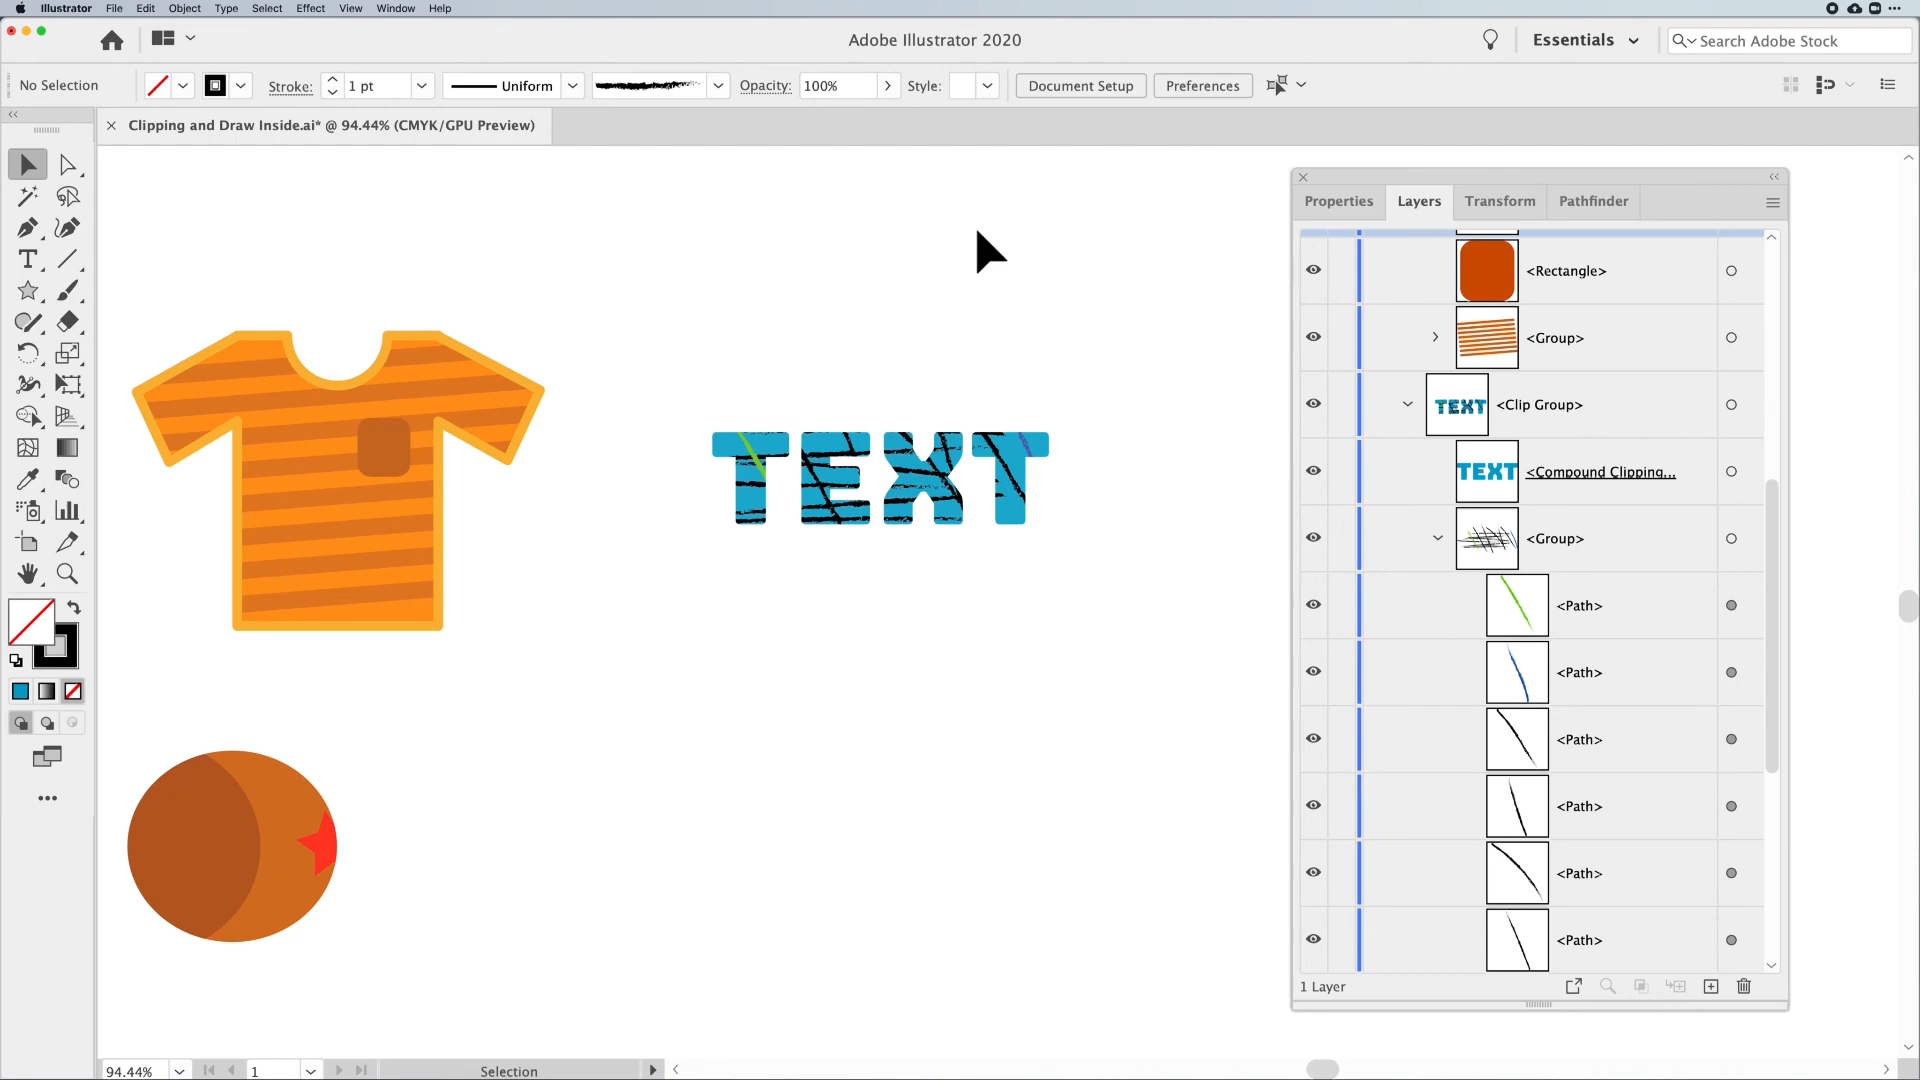 Illustrator File Edit Object Type Select Effect View Window Help
Adobe Illustrator 2020
Essentials
Search Adobe Stock
No Selection
Stroke:
1 pt
Uniform
Opacity:
100%
Style:
Document Setup
Preferences
Clipping and Draw Inside.ai* @ 94.44% (CMYK/GPU Preview)
Properties
Layers
Transform
Pathfinder
<Rectangle>
<Group>
TEXT
<Clip Group>
TEXT
<Compound Clipping...
<Group>
<Path>
<Path>
<Path>
<Path>
<Path>
<Path>
1 Layer
TEXT
94.44%
1
Selection